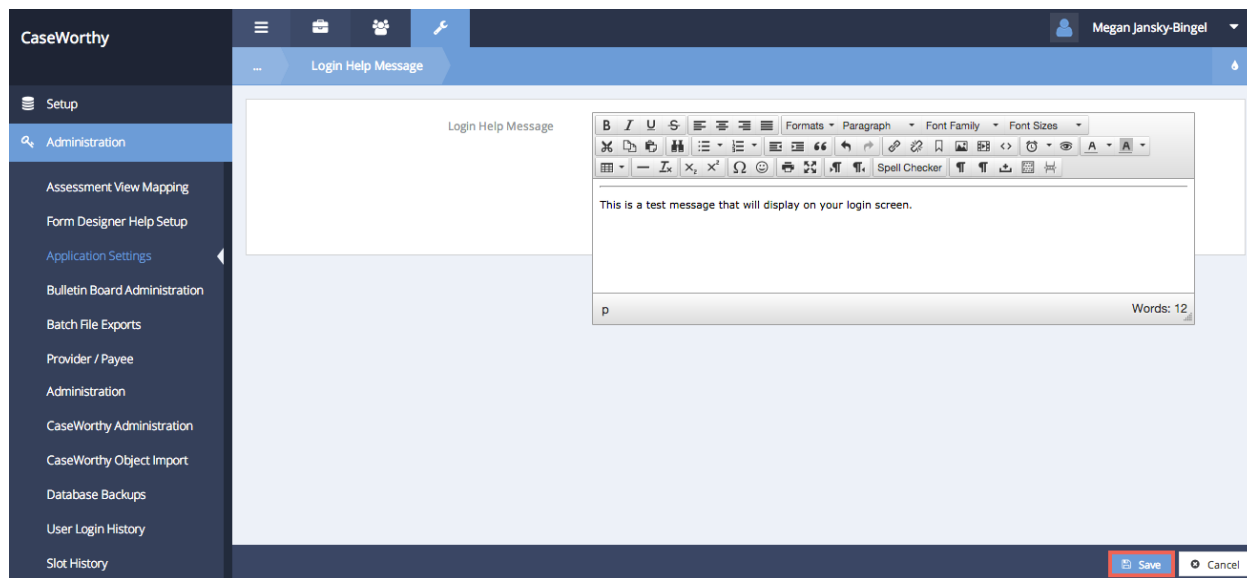 CaseWorthy
Megan Jansky-Bingel
... Login Help Message
Setup
Administration
Assessment View Mapping
Form Designer Help Setup
Application Settings
Bulletin Board Administration
Batch File Exports
Provider / Payee
Administration
CaseWorthy Administration
CaseWorthy Object Import
Database Backups
User Login History
Slot History
Login Help Message
B I U S Formats Paragraph Font Family Font Sizes
A A
Ix X₂ X² Ω ¶ ¶ Spell Checker ¶ ¶
This is a test message that will display on your login screen.
p Words: 12
Save Cancel